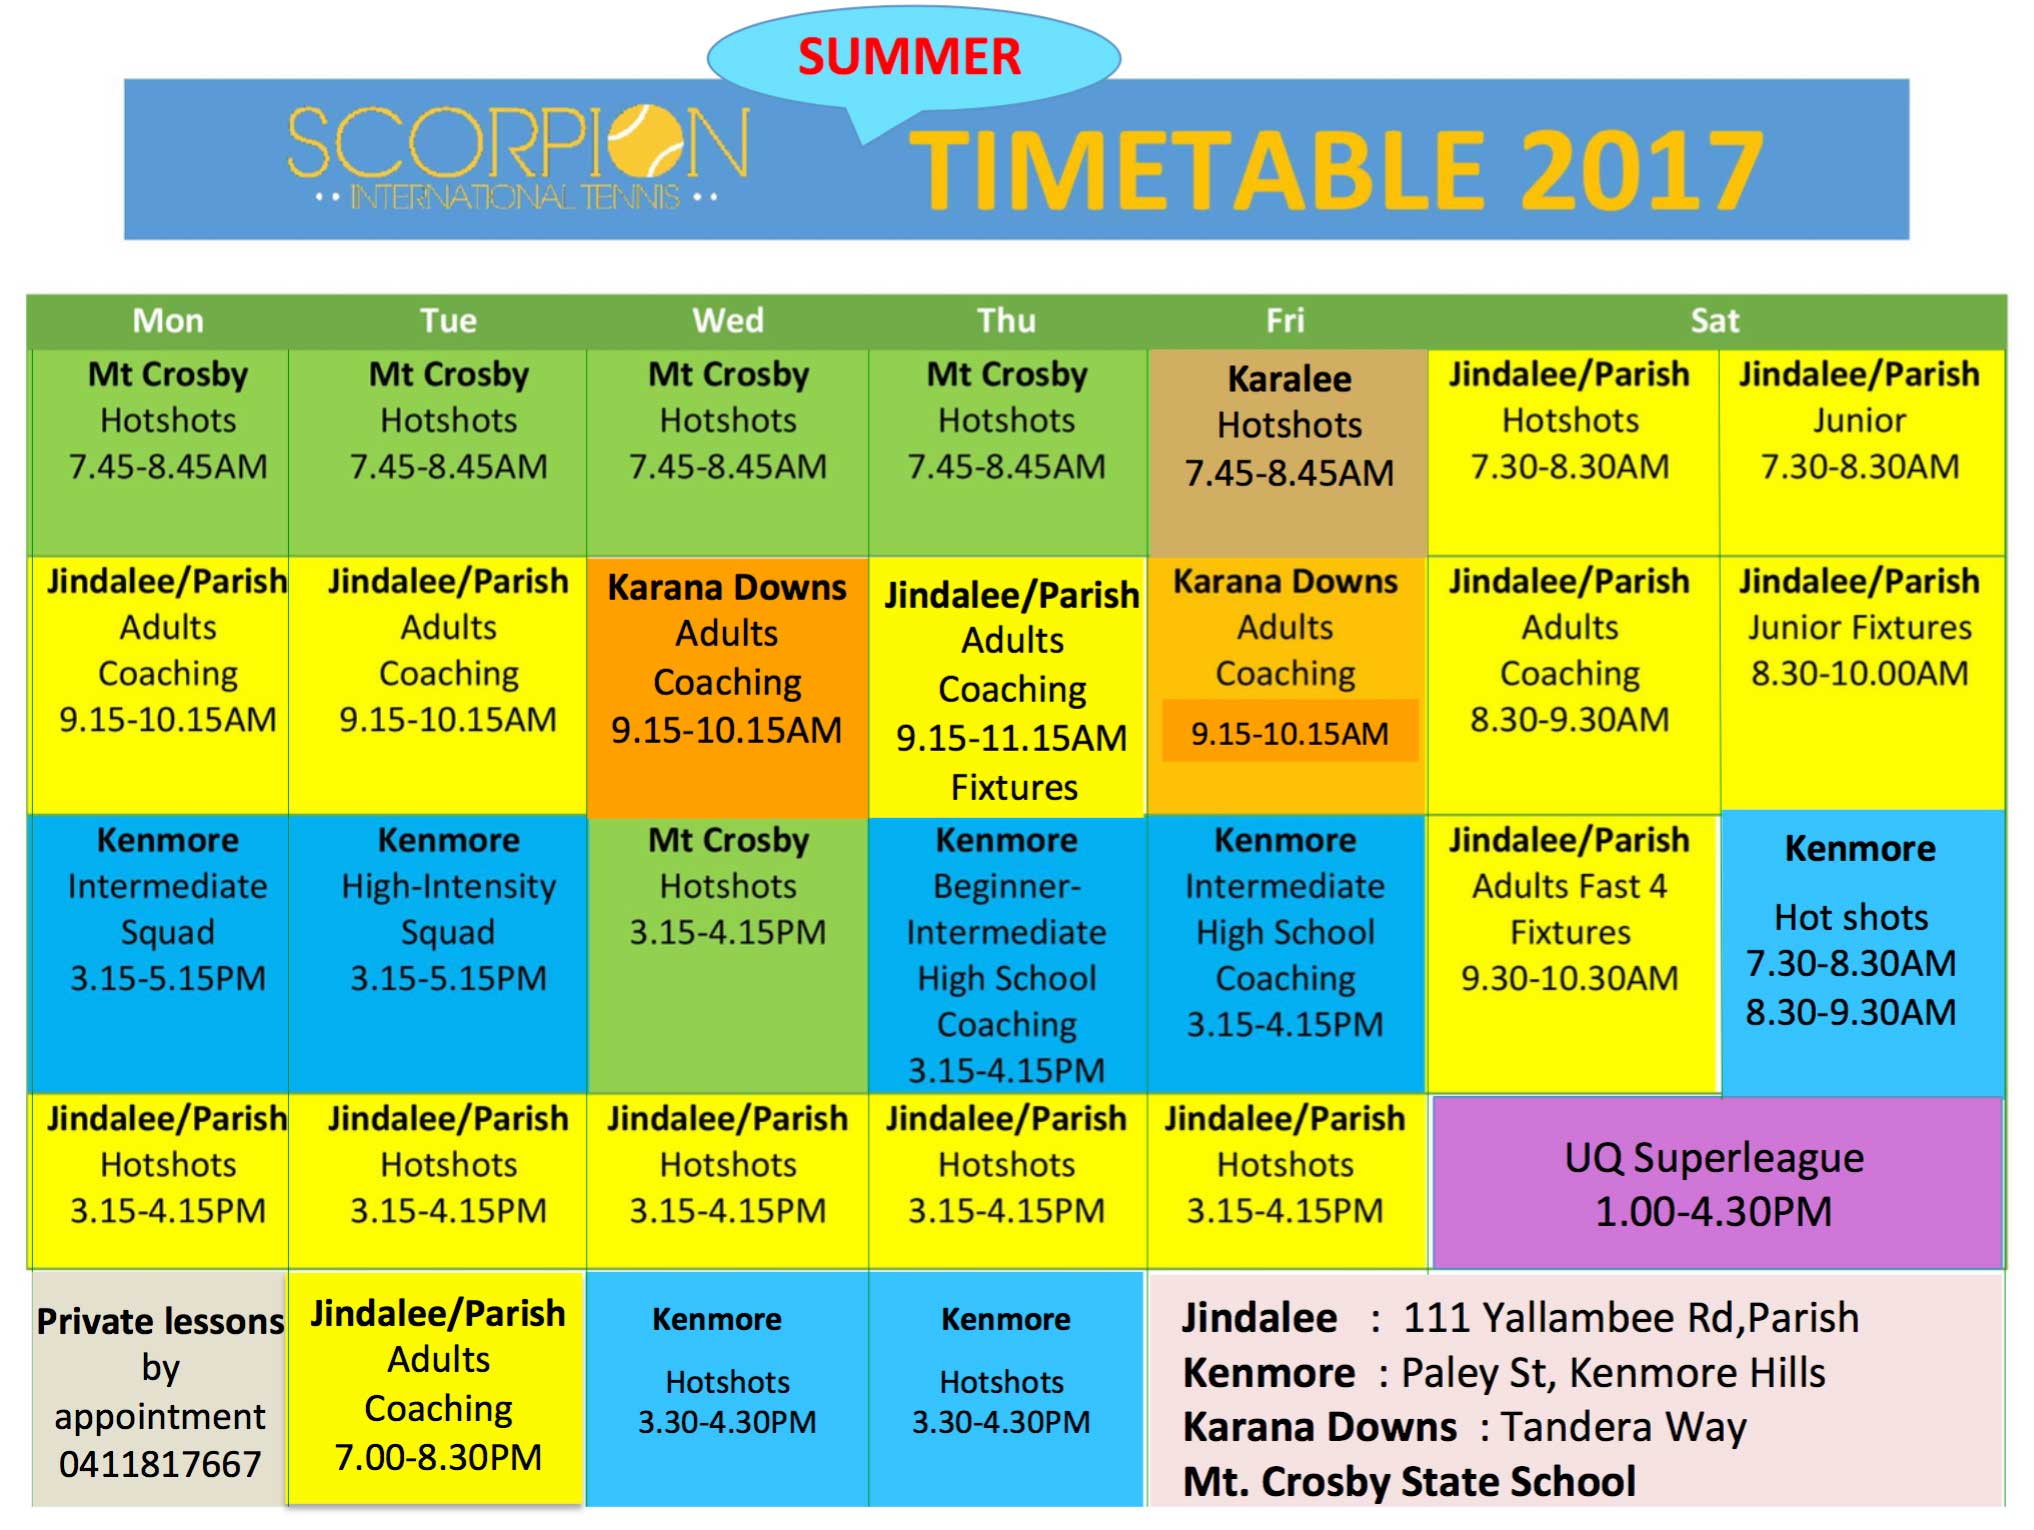 SUMMER
SCORPION
INTERNATIONAL TENNIS
TIMETABLE 2017
Mon
Tue
Wed
Thu
Fri
Sat
Mt Crosby
Hotshots
7.45-8.45AM
Mt Crosby
Hotshots
7.45-8.45AM
Mt Crosby
Hotshots
7.45-8.45AM
Mt Crosby
Hotshots
7.45-8.45AM
Karalee
Hotshots
7.45-8.45AM
Jindalee/Parish
Hotshots
7.30-8.30AM
Jindalee/Parish
Junior
7.30-8.30AM
Jindalee/Parish
Adults
Coaching
9.15-10.15AM
Jindalee/Parish
Adults
Coaching
9.15-10.15AM
Karana Downs
Adults
Coaching
9.15-10.15AM
Jindalee/Parish
Adults
Coaching
9.15-11.15AM
Fixtures
Karana Downs
Adults
Coaching
9.15-10.15AM
Jindalee/Parish
Adults
Coaching
8.30-9.30AM
Jindalee/Parish
Junior Fixtures
8.30-10.00AM
Kenmore
Intermediate
Squad
3.15-5.15PM
Kenmore
High-Intensity
Squad
3.15-5.15PM
Mt Crosby
Hotshots
3.15-4.15PM
Kenmore
Beginner-
Intermediate
High School
Coaching
3.15-4.15PM
Kenmore
Intermediate
High School
Coaching
3.15-4.15PM
Jindalee/Parish
Adults Fast 4
Fixtures
9.30-10.30AM
Kenmore
Hot shots
7.30-8.30AM
8.30-9.30AM
Jindalee/Parish
Hotshots
3.15-4.15PM
Jindalee/Parish
Hotshots
3.15-4.15PM
Jindalee/Parish
Hotshots
3.15-4.15PM
Jindalee/Parish
Hotshots
3.15-4.15PM
Jindalee/Parish
Hotshots
3.15-4.15PM
UQ Superleague
1.00-4.30PM
Private lessons
by
appointment
0411817667
Jindalee/Parish
Adults
Coaching
7.00-8.30PM
Kenmore
Hotshots
3.30-4.30PM
Kenmore
Hotshots
3.30-4.30PM
Jindalee : 111 Yallambee Rd,Parish
Kenmore : Paley St, Kenmore Hills
Karana Downs : Tandera Way
Mt. Crosby State School